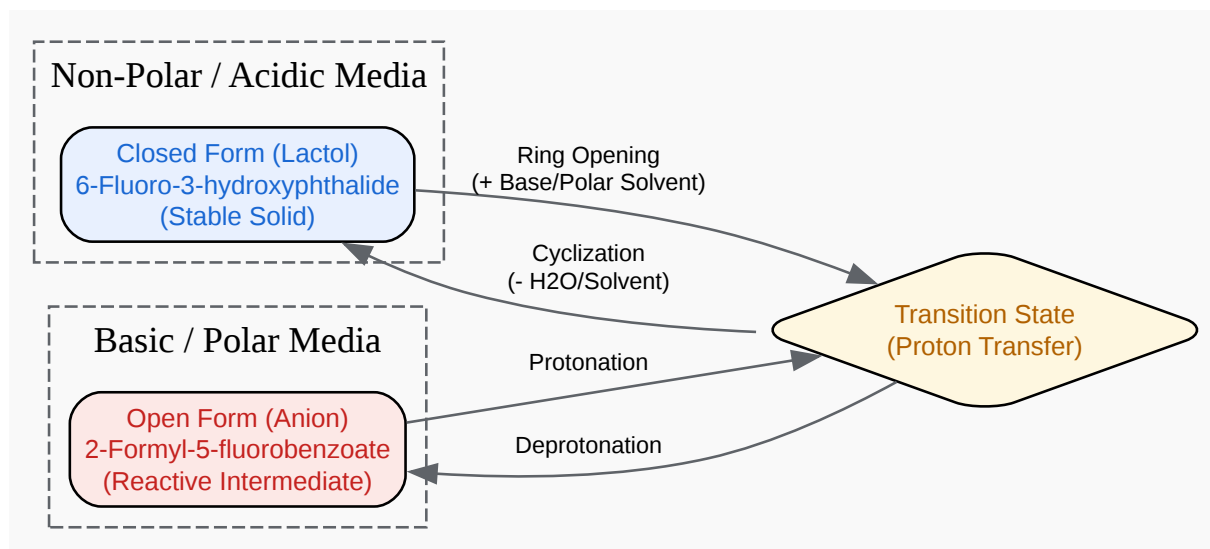 Non-Polar / Acidic Media
Closed Form (Lactol)
6-Fluoro-3-hydroxyphthalide
(Stable Solid)
Ring Opening
(+ Base/Polar Solvent)
Cyclization
(- H2O/Solvent)
Transition State
(Proton Transfer)
Basic / Polar Media
Protonation
Open Form (Anion)
2-Formyl-5-fluorobenzoate
(Reactive Intermediate)
Deprotonation